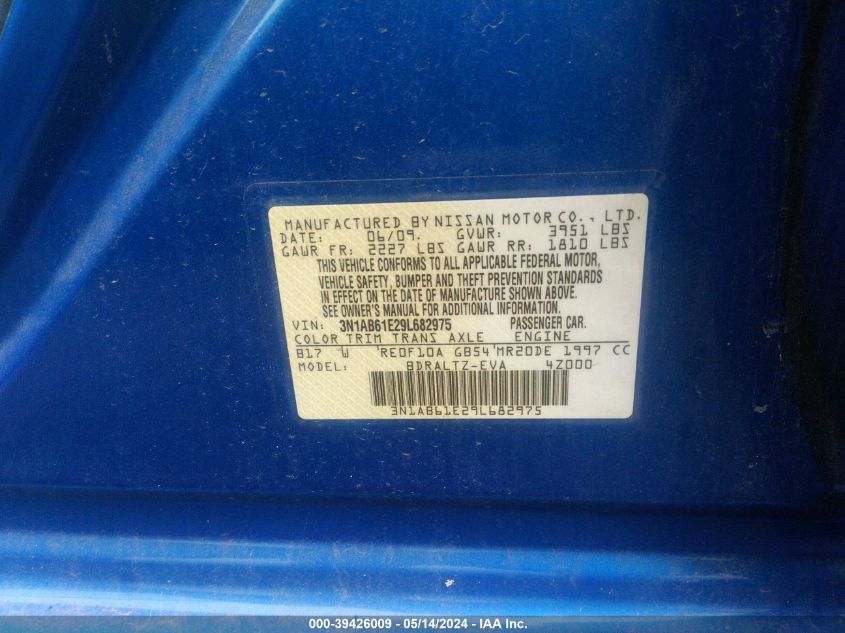 MANUFACTURED BY NISSAN MOTOR CO., LTD.
DATE: 06/09. GVWR: 3951 LBS
GAWR FR: 2227 LBS GAWR RR: 1810 LBS
THIS VEHICLE CONFORMS TO ALL APPLICABLE FEDERAL MOTOR,
VEHICLE SAFETY, BUMPER AND THEFT PREVENTION STANDARDS
IN EFFECT ON THE DATE OF MANUFACTURE SHOWN ABOVE.
SEE OWNER'S MANUAL FOR ADDITIONAL INFORMATION.
VIN: 3N1AB61E29L682975 PASSENGER CAR.
COLOR TRIM TRANS AXLE ENGINE
B17 W RE0F10A GB54 MR20DE 1997 CC
MODEL: BDRALTZ-EVA 4Z000
3N1AB61E29L682975
000-39426009 - 05/14/2024 - IAA Inc.